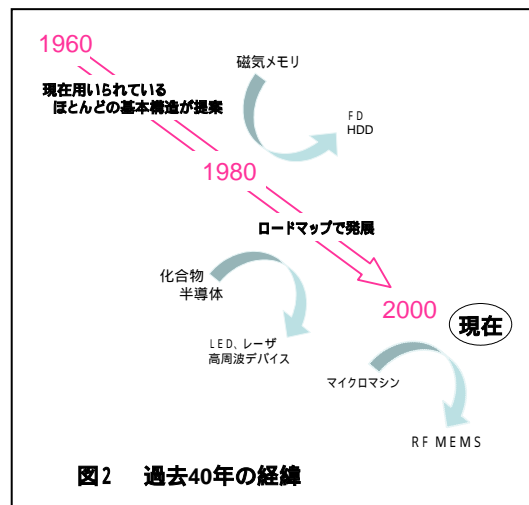 1960
磁気メモリ
現在用いられている
ほとんどの基本構造が提案
FD
HDD
1980
ロードマップで発展
化合物
半導体
2000
現在
LED、レーザ
高周波デバイス
マイクロマシン
RF MEMS
図2 過去40年の経緯